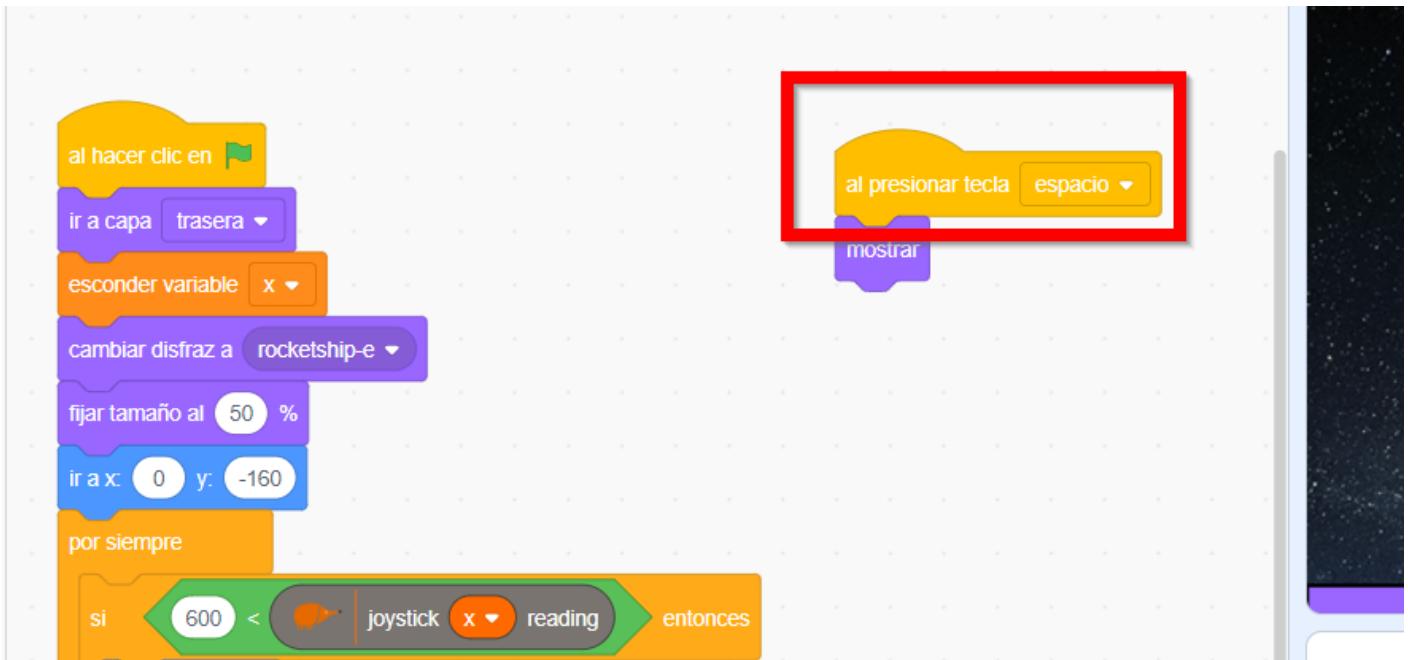 al hacer clic en
ir a capa trasera
esconder variable x
cambiar disfraz a rocketship-e
fijar tamaño al 50 %
ir a x: 0 y: -160
por siempre
si 600 < joystick x reading entonces
al presionar tecla espacio
mostrar